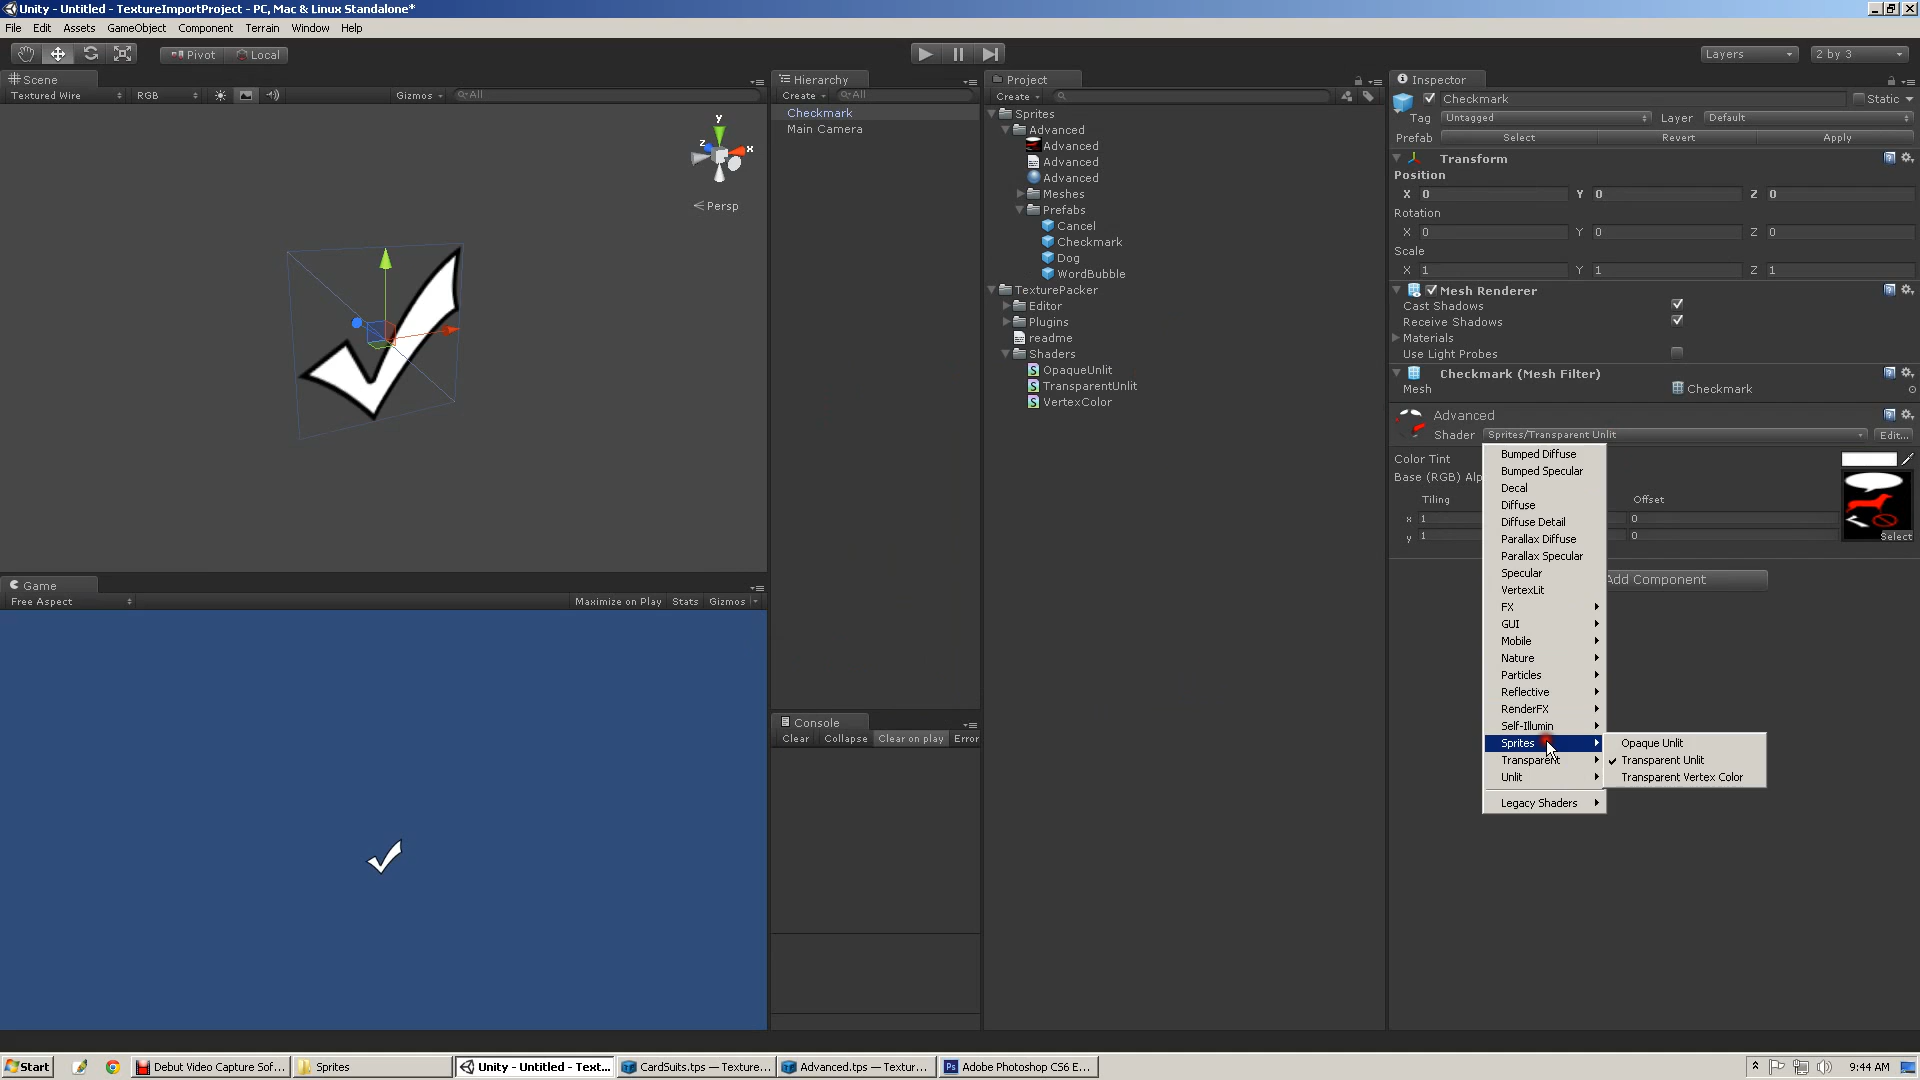 Unity - Untitled - TextureImportProject - PC, Mac & Linux Standalone*
File Edit Assets GameObject Component Terrain Window Help
Pivot Local
Layers 2 by 3
Scene
Textured Wire RGB Gizmos All
y
z x
Persp
Game
Free Aspect Maximize on Play Stats Gizmos
Hierarchy
Create All
Checkmark
Main Camera
Console
Clear Collapse Clear on play Error
Project
Create
Sprites
Advanced
Advanced
Advanced
Advanced
Meshes
Prefabs
Cancel
Checkmark
Dog
WordBubble
TexturePacker
Editor
Plugins
readme
Shaders
OpaqueUnlit
TransparentUnlit
VertexColor
Inspector
Checkmark Static
Tag Untagged Layer Default
Prefab Select Revert Apply
Transform
Position
X 0 Y 0 Z 0
Rotation
X 0 Y 0 Z 0
Scale
X 1 Y 1 Z 1
Mesh Renderer
Cast Shadows
Receive Shadows
Materials
Use Light Probes
Checkmark (Mesh Filter)
Mesh Checkmark
Advanced
Shader Sprites/Transparent Unlit Edit...
Color Tint
Base (RGB) Alp
Tiling Offset
x 1 0
y 1 0
Select
Add Component
Bumped Diffuse
Bumped Specular
Decal
Diffuse
Diffuse Detail
Parallax Diffuse
Parallax Specular
Specular
VertexLit
FX
GUI
Mobile
Nature
Particles
Reflective
RenderFX
Self-Illumin
Sprites
Transparent
Unlit
Legacy Shaders
Opaque Unlit
Transparent Unlit
Transparent Vertex Color
Start Debut Video Capture Sof... Sprites Unity - Untitled - Text... CardSuits.tps — Texture... Advanced.tps — Textur... Ps Adobe Photoshop CS6 E... 9:44 AM